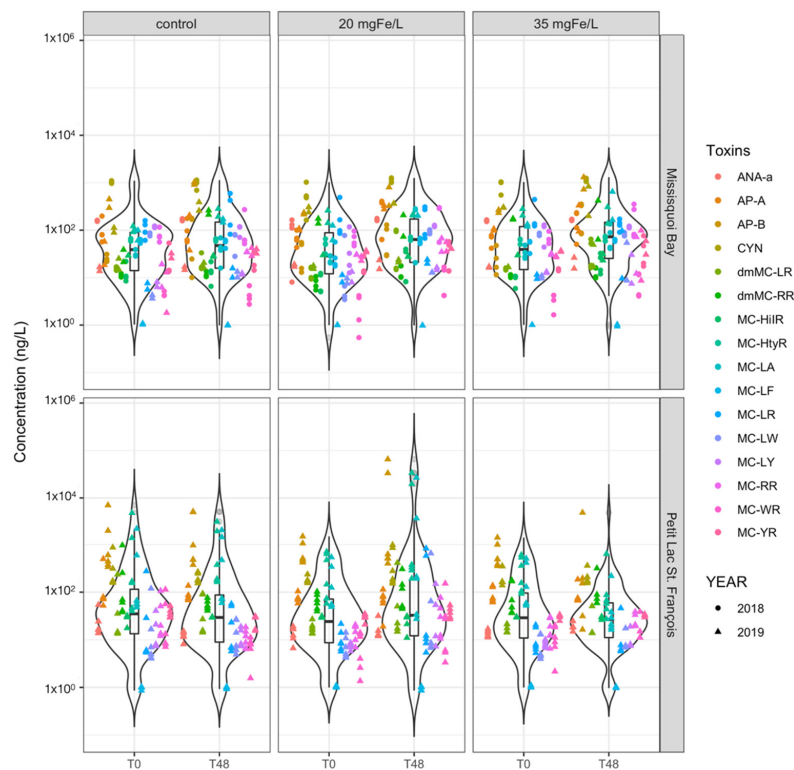 control 20 mgFe/L 35 mgFe/L
1x10⁶
1x10⁴
1x10²
1x10⁰
Missisquoi Bay
Concentration (ng/L)
1x10⁶
1x10⁴
1x10²
1x10⁰
Petit Lac St. François
T0 T48 T0 T48 T0 T48
Toxins
ANA-a
AP-A
AP-B
CYN
dmMC-LR
dmMC-RR
MC-HilR
MC-HtyR
MC-LA
MC-LF
MC-LR
MC-LW
MC-LY
MC-RR
MC-WR
MC-YR
YEAR
2018
2019